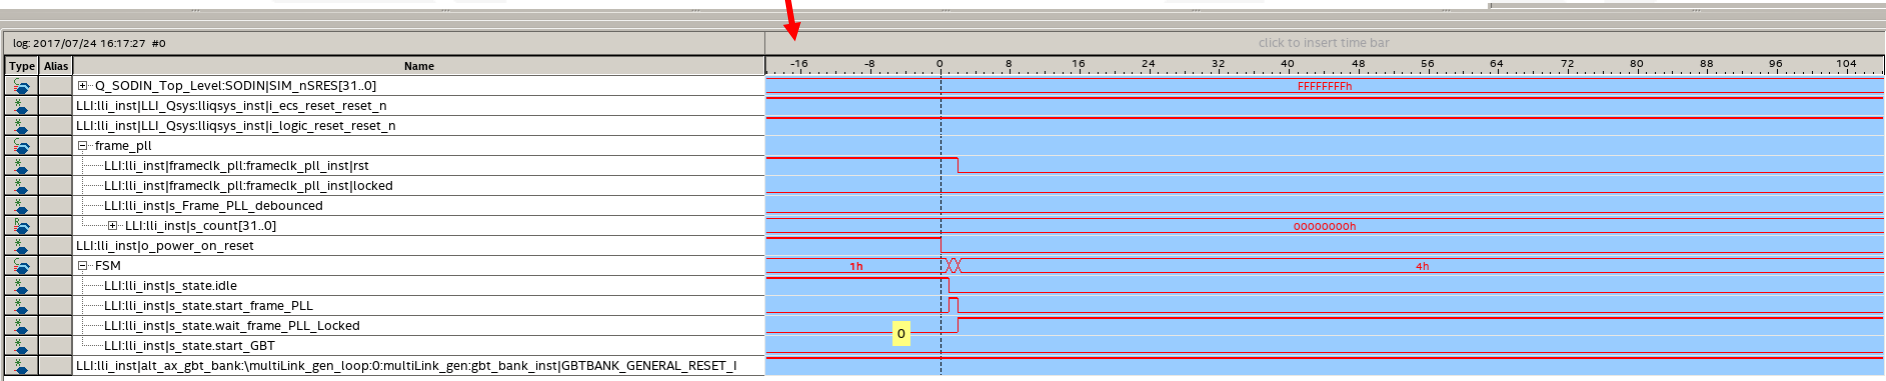 log: 2017/07/24 16:17:27 #0
click to insert time bar
Type Alias Name
-16 -8 0 8 16 24 32 40 48 56 64 72 80 88 96 104
Q_SODIN_Top_Level:SODIN|SIM_nSRES[31..0] FFFFFFFFh
LLI:lli_inst|LLI_Qsys:lliqsys_inst|i_ecs_reset_reset_n
LLI:lli_inst|LLI_Qsys:lliqsys_inst|i_logic_reset_reset_n
frame_pll
LLI:lli_inst|frameclk_pll:frameclk_pll_inst|rst
LLI:lli_inst|frameclk_pll:frameclk_pll_inst|locked
LLI:lli_inst|s_Frame_PLL_debounced
LLI:lli_inst|s_count[31..0] 00000000h
LLI:lli_inst|o_power_on_reset
FSM 1h 4h
LLI:lli_inst|s_state.idle
LLI:lli_inst|s_state.start_frame_PLL
LLI:lli_inst|s_state.wait_frame_PLL_Locked
0
LLI:lli_inst|s_state.start_GBT
LLI:lli_inst|alt_ax_gbt_bank:\multiLink_gen_loop:0:multiLink_gen:gbt_bank_inst|GBTBANK_GENERAL_RESET_I